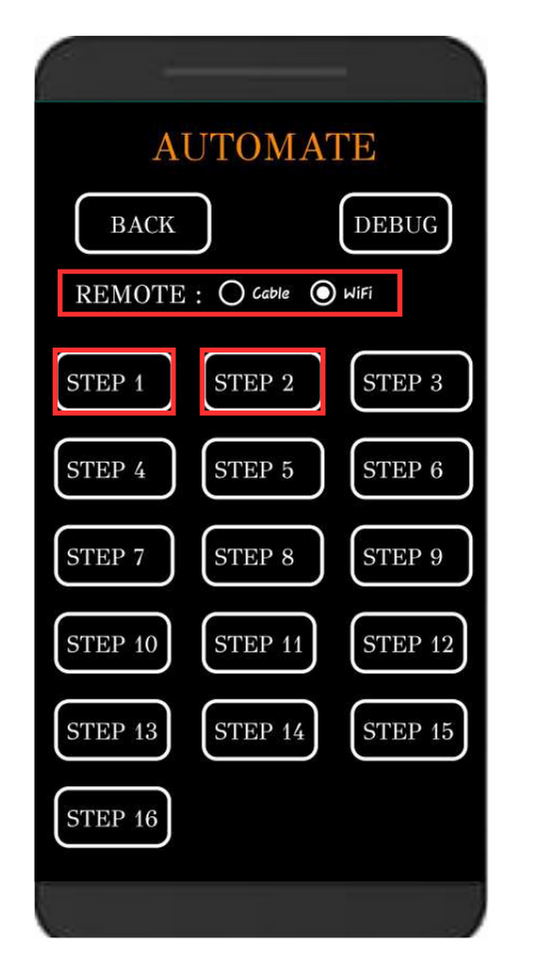 AUTOMATE
BACK DEBUG
REMOTE : Cable WiFi
STEP 1 STEP 2 STEP 3
STEP 4 STEP 5 STEP 6
STEP 7 STEP 8 STEP 9
STEP 10 STEP 11 STEP 12
STEP 13 STEP 14 STEP 15
STEP 16